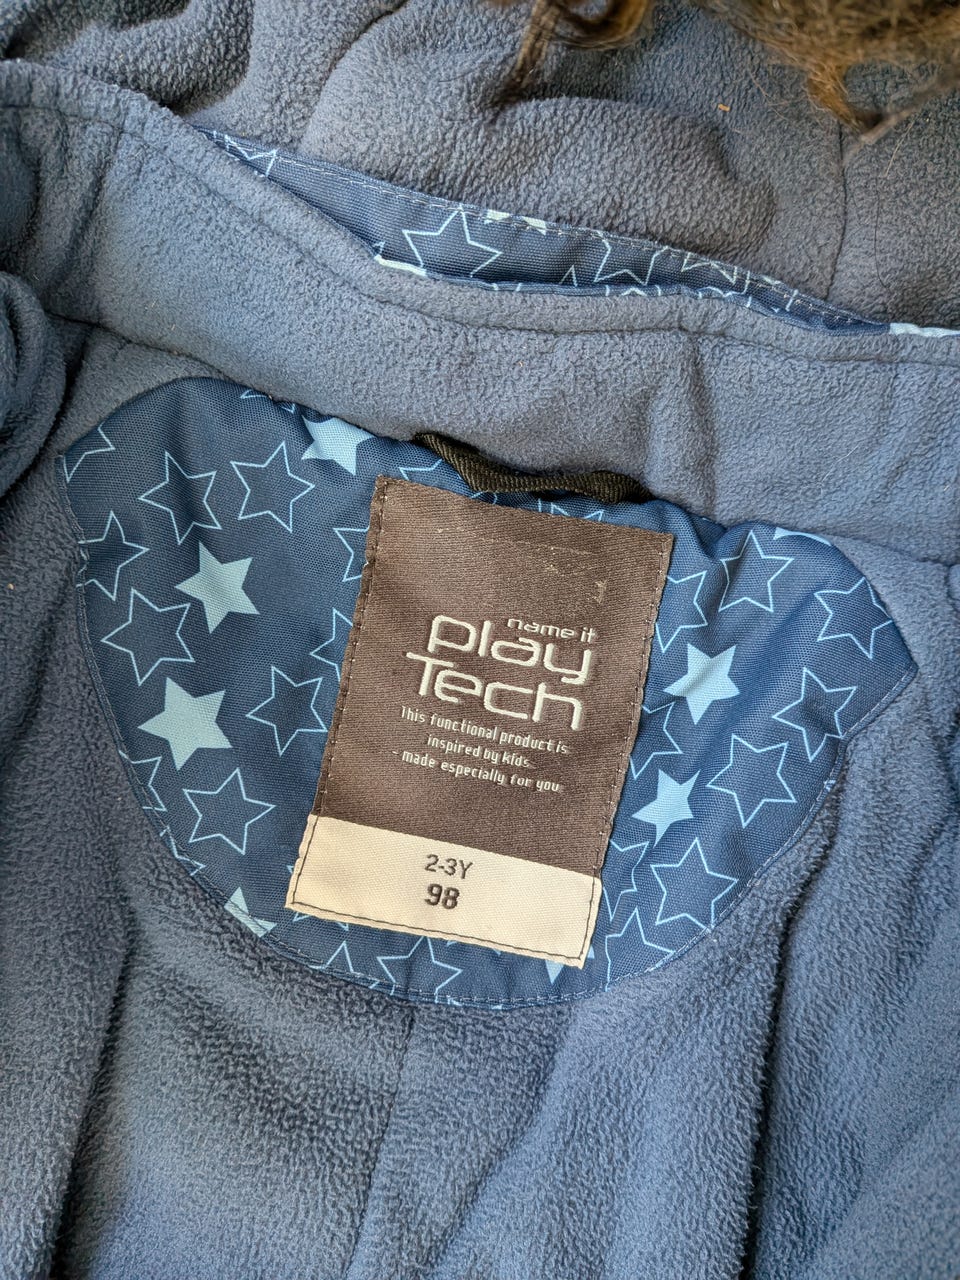 name it
play
Tech
This functional product is
inspired by kids
- made especially for you
2-3Y
98